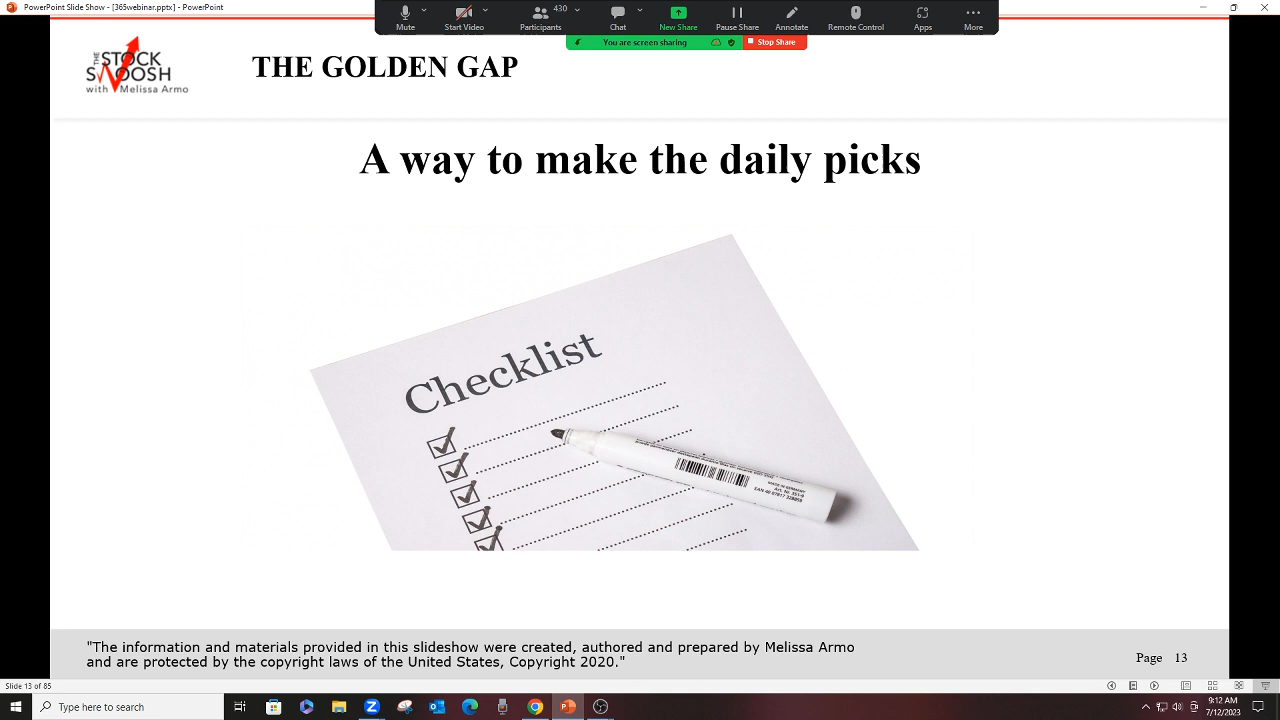 PowerPoint Slide Show - [365webinar.pptx] - PowerPoint
430
Mute
Start Video
Participants
Chat
New Share
Pause Share
Annotate
Remote Control
Apps
More
You are screen sharing
Stop Share
THE
STOCK
SWOOSH
with Melissa Armo
THE GOLDEN GAP
A way to make the daily picks
Checklist
MADE IN GERMANY
"The information and materials provided in this slideshow were created, authored and prepared by Melissa Armo
and are protected by the copyright laws of the United States, Copyright 2020."
Page 13
Slide 13 of 85
Type here to search
9:12 AM
7/12/2023